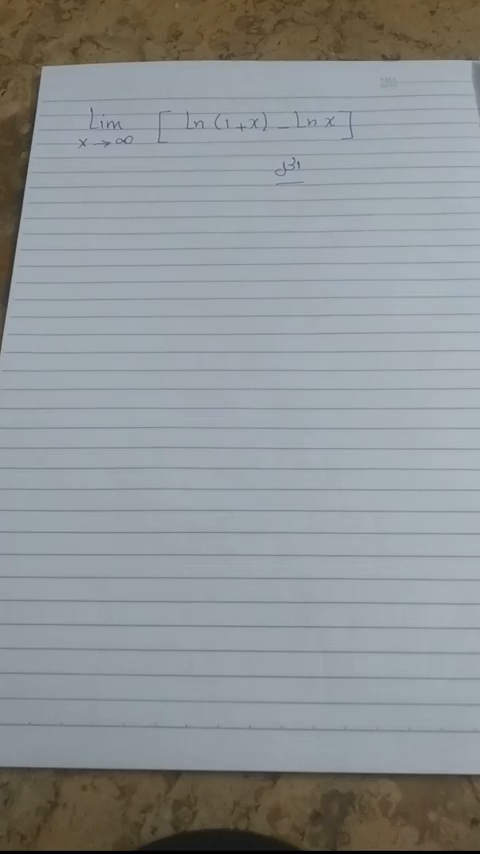 Lim [ ln (1+x) - ln x ]
x → ∞
الحل